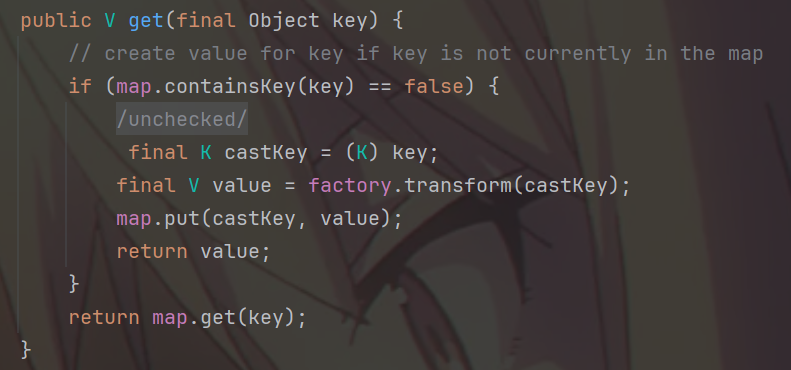 public V get(final Object key) {
    // create value for key if key is not currently in the map
    if (map.containsKey(key) == false) {
        /unchecked/
         final K castKey = (K) key;
        final V value = factory.transform(castKey);
        map.put(castKey, value);
        return value;
    }
    return map.get(key);
}